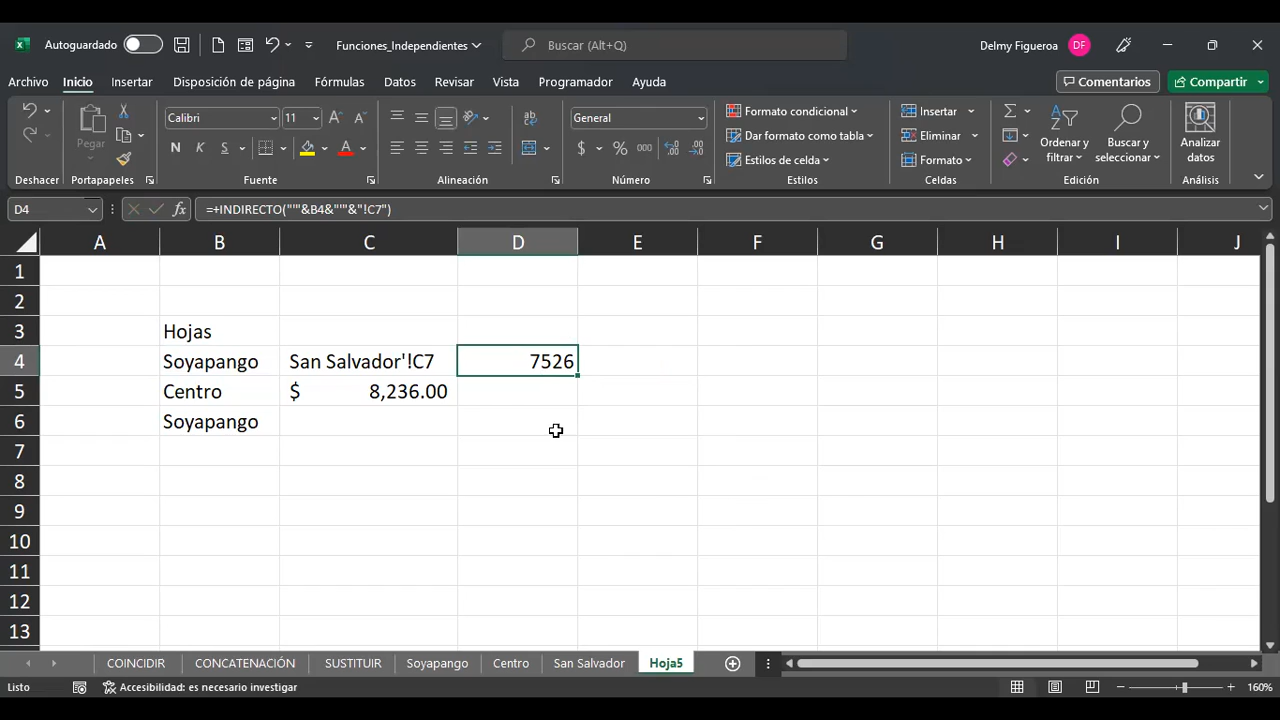 Autoguardado
Funciones_Independientes
Buscar (Alt+Q)
Delmy Figueroa
DF
Archivo
Inicio
Insertar
Disposición de página
Fórmulas
Datos
Revisar
Vista
Programador
Ayuda
Comentarios
Compartir
Pegar
Calibri
11
N K S
General
$ % 000
Formato condicional
Dar formato como tabla
Estilos de celda
Insertar
Eliminar
Formato
Ordenar y
filtrar
Buscar y
seleccionar
Analizar
datos
Deshacer
Portapapeles
Fuente
Alineación
Número
Estilos
Celdas
Edición
Análisis
D4
fx
=+INDIRECTO("'"&B4&"'"&"!C7")
A B C D E F G H I J
1
2
3 Hojas
4 Soyapango San Salvador'!C7 7526
5 Centro $ 8,236.00
6 Soyapango
7
8
9
10
11
12
13
COINCIDIR
CONCATENACIÓN
SUSTITUIR
Soyapango
Centro
San Salvador
Hoja5
Listo
Accesibilidad: es necesario investigar
160%